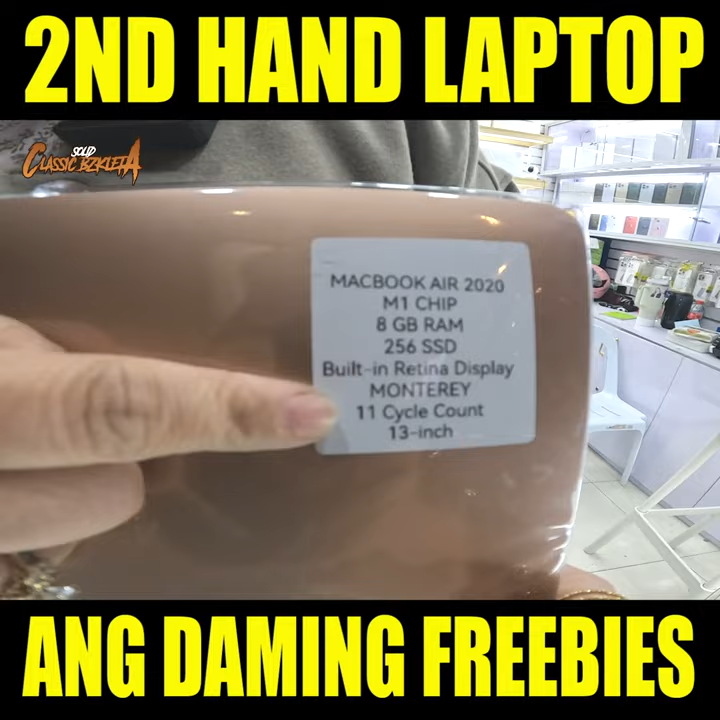 2ND HAND LAPTOP
SOLID
CLASSIC BZKLETA
MACBOOK AIR 2020
M1 CHIP
8 GB RAM
256 SSD
Built-in Retina Display
MONTEREY
11 Cycle Count
13-inch
ANG DAMING FREEBIES